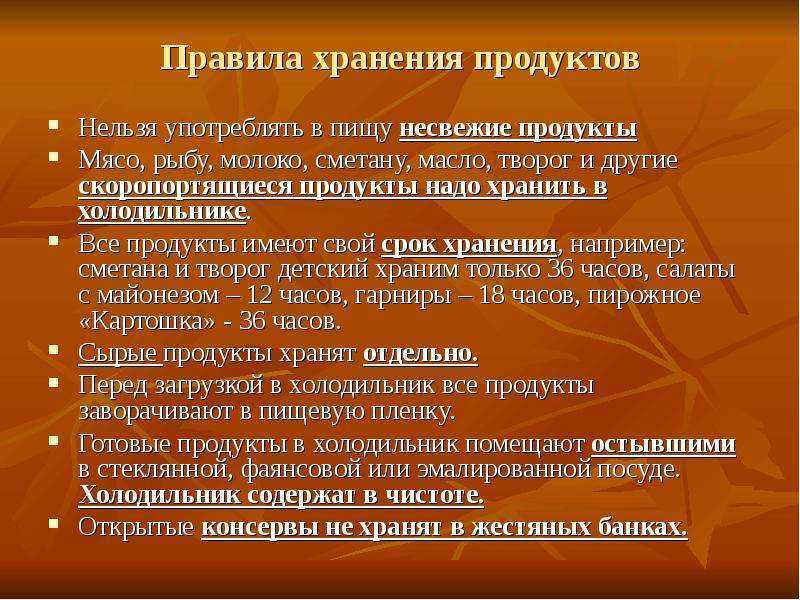 Правила хранения продуктов
Нельзя употреблять в пищу несвежие продукты
Мясо, рыбу, молоко, сметану, масло, творог и другие
скоропортящиеся продукты надо хранить в
холодильнике.
Все продукты имеют свой срок хранения, например:
сметана и творог детский храним только 36 часов, салаты
с майонезом – 12 часов, гарниры – 18 часов, пирожное
«Картошка» - 36 часов.
Сырые продукты хранят отдельно.
Перед загрузкой в холодильник все продукты
заворачивают в пищевую пленку.
Готовые продукты в холодильник помещают остывшими
в стеклянной, фаянсовой или эмалированной посуде.
Холодильник содержат в чистоте.
Открытые консервы не хранят в жестяных банках.